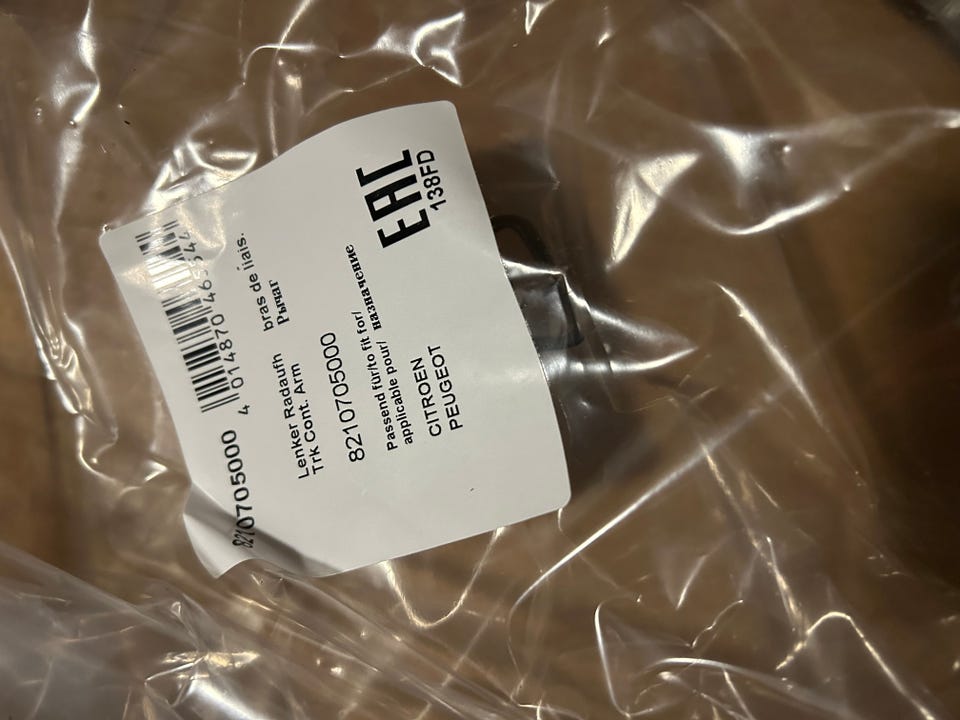 8210705000
4 014870 465544
Lenker Radaufh bras de liais.
Trk Cont. Arm Рычаг
8210705000
Passend für/to fit for/
applicable pour/ назначение
CITROEN
PEUGEOT
EAC
138FD